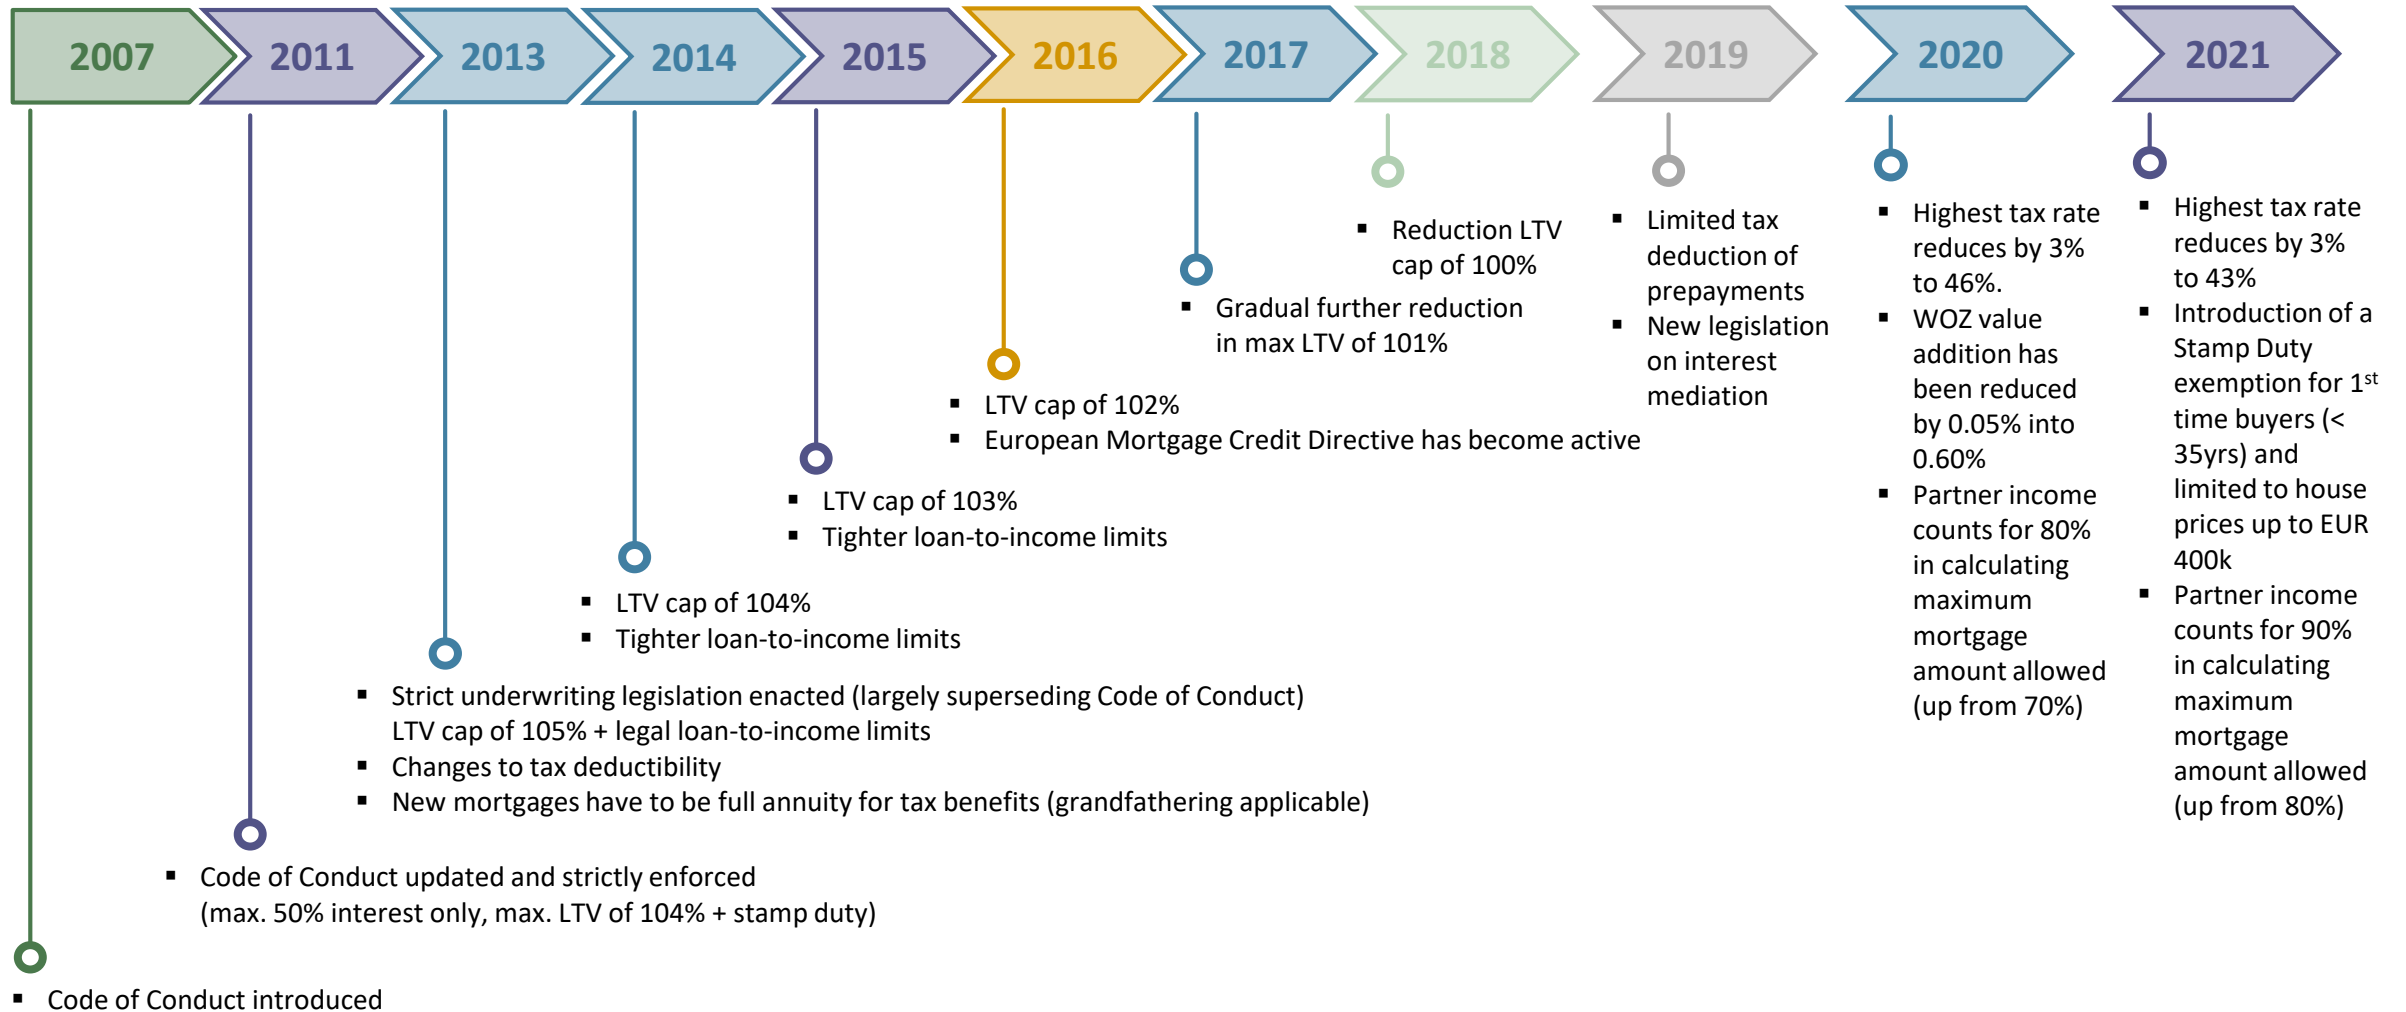 2007
2011
2013
2014
2015
2016
2017
2018
2019
2020
2021
▪ Code of Conduct introduced
▪ Code of Conduct updated and strictly enforced
(max. 50% interest only, max. LTV of 104% + stamp duty)
▪ Strict underwriting legislation enacted (largely superseding Code of Conduct)
LTV cap of 105% + legal loan-to-income limits
▪ Changes to tax deductibility
▪ New mortgages have to be full annuity for tax benefits (grandfathering applicable)
▪ LTV cap of 104%
▪ Tighter loan-to-income limits
▪ LTV cap of 103%
▪ Tighter loan-to-income limits
▪ LTV cap of 102%
▪ European Mortgage Credit Directive has become active
▪ Gradual further reduction
in max LTV of 101%
▪ Reduction LTV
cap of 100%
▪ Limited tax
deduction of
prepayments
▪ New legislation
on interest
mediation
▪ Highest tax rate
reduces by 3%
to 46%.
▪ WOZ value
addition has
been reduced
by 0.05% into
0.60%
▪ Partner income
counts for 80%
in calculating
maximum
mortgage
amount allowed
(up from 70%)
▪ Highest tax rate
reduces by 3%
to 43%
▪ Introduction of a
Stamp Duty
exemption for 1st
time buyers (<
35yrs) and
limited to house
prices up to EUR
400k
▪ Partner income
counts for 90%
in calculating
maximum
mortgage
amount allowed
(up from 80%)